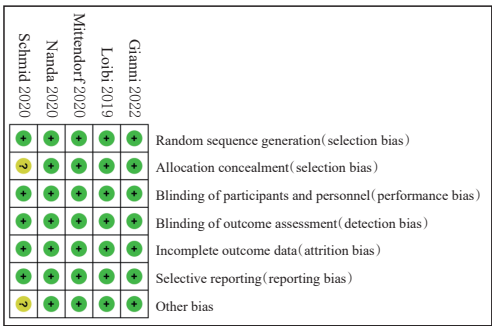 Gianni 2022
Loibi 2019
Mittendorf 2020
Nanda 2020
Schmid 2020
+ + + + + Random sequence generation(selection bias)
? + + + + Allocation concealment(selection bias)
+ + + + + Blinding of participants and personnel(performance bias)
+ + + + + Blinding of outcome assessment(detection bias)
+ + + + + Incomplete outcome data(attrition bias)
+ + + + + Selective reporting(reporting bias)
? + + + + Other bias